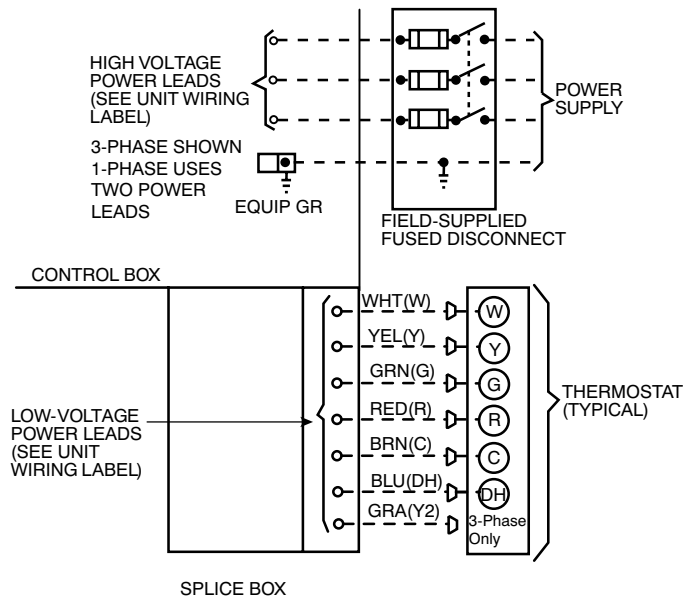 HIGH VOLTAGE
POWER LEADS
(SEE UNIT WIRING
LABEL)
POWER
SUPPLY
3-PHASE SHOWN
1-PHASE USES
TWO POWER
LEADS
EQUIP GR
FIELD-SUPPLIED
FUSED DISCONNECT
CONTROL BOX
WHT(W)
W
YEL(Y)
Y
GRN(G)
G
RED(R)
R
BRN(C)
C
BLU(DH)
DH
GRA(Y2)
3-Phase
Only
THERMOSTAT
(TYPICAL)
LOW-VOLTAGE
POWER LEADS
(SEE UNIT
WIRING LABEL)
SPLICE BOX